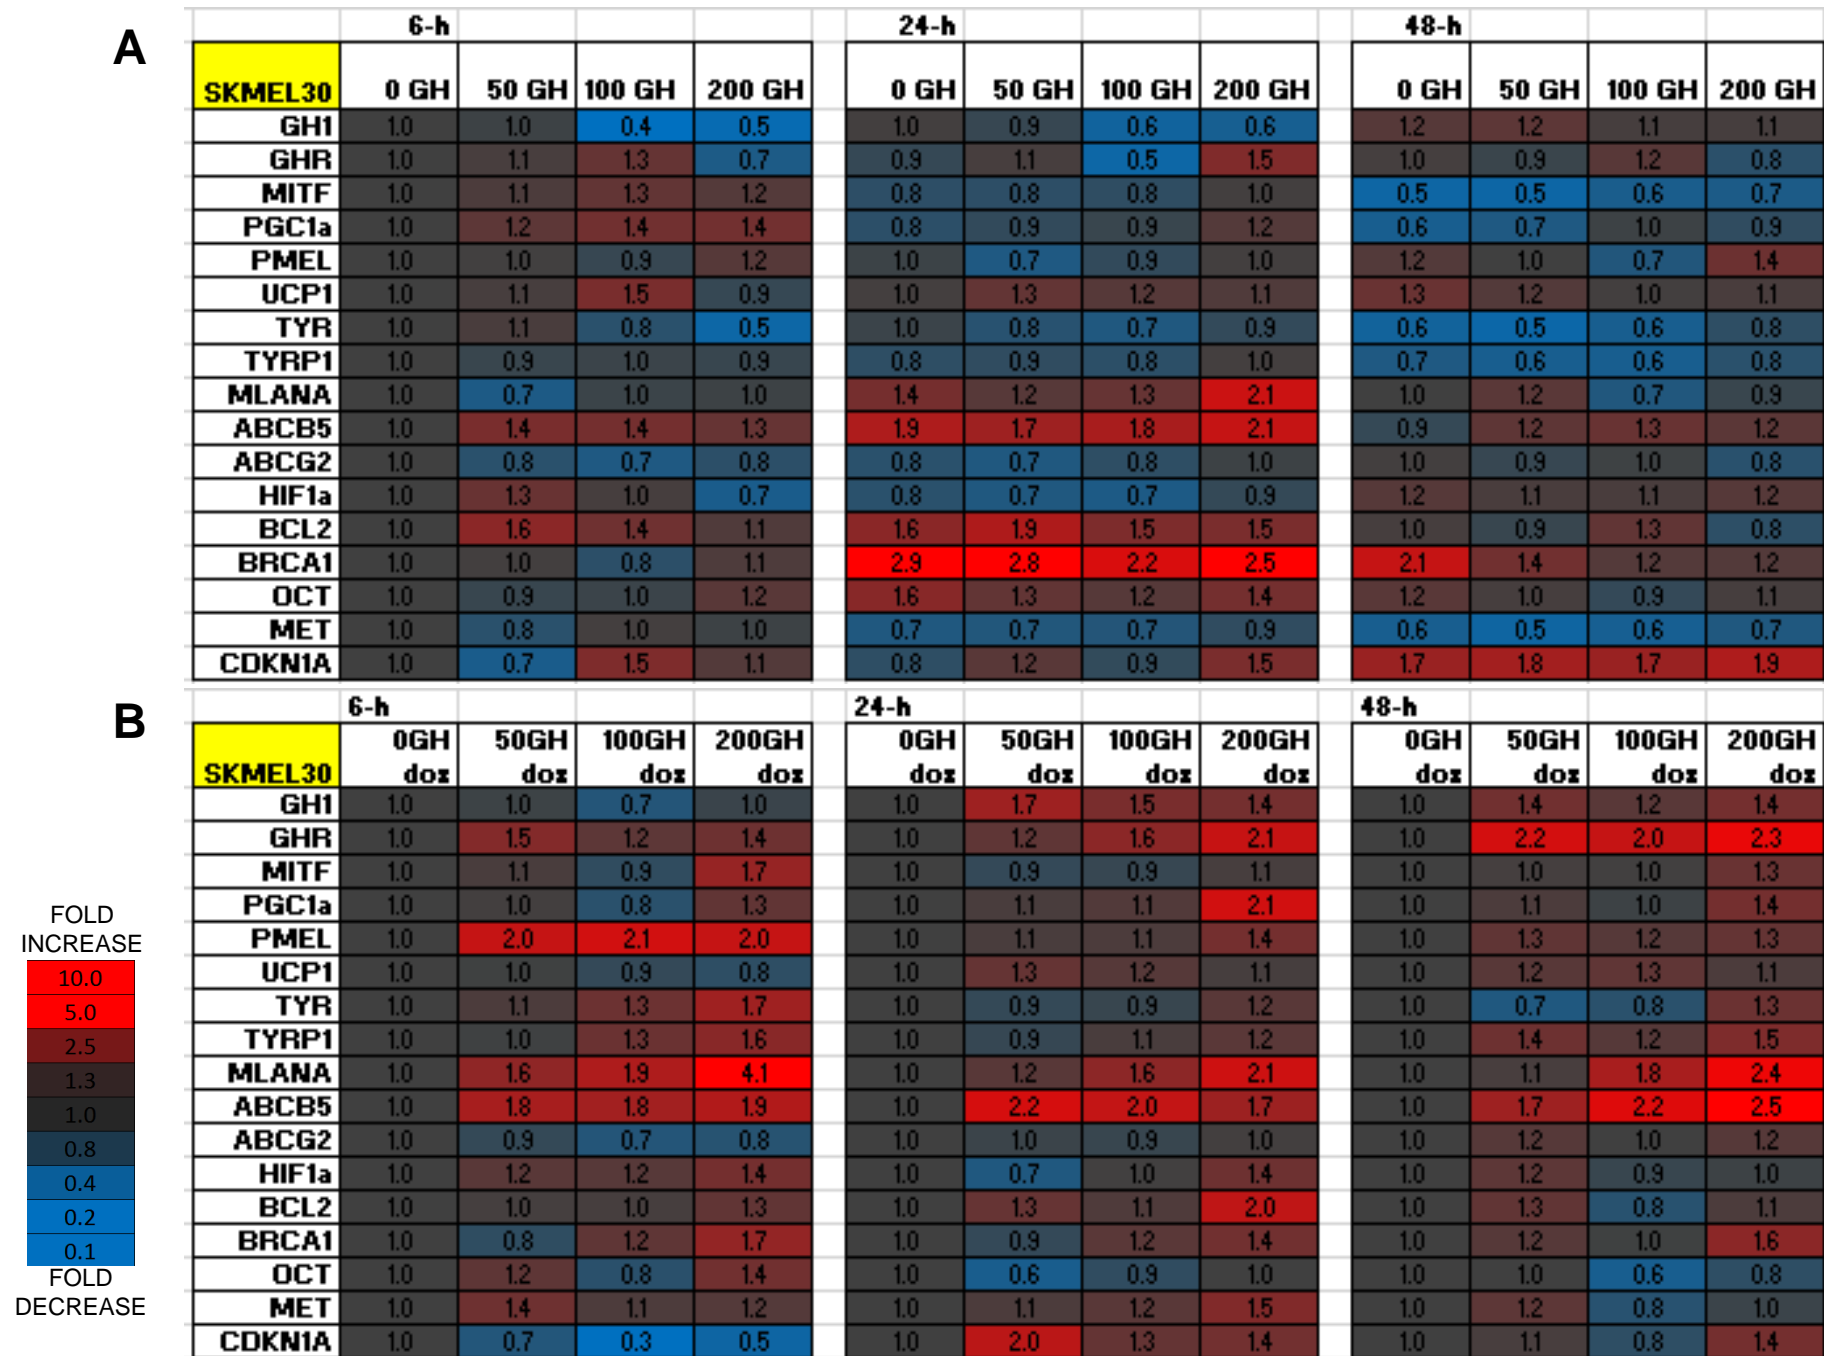 A
6-h 24-h 48-h
SKMEL30 0 GH 50 GH 100 GH 200 GH 0 GH 50 GH 100 GH 200 GH 0 GH 50 GH 100 GH 200 GH
GH1 1.0 1.0 0.4 0.5 1.0 0.9 0.6 0.6 1.2 1.2 1.1 1.1
GHR 1.0 1.1 1.3 0.7 0.9 1.1 0.5 1.5 1.0 0.9 1.2 0.8
MITF 1.0 1.1 1.3 1.2 0.8 0.8 0.8 1.0 0.5 0.5 0.6 0.7
PGC1a 1.0 1.2 1.4 1.4 0.8 0.9 0.9 1.2 0.6 0.7 1.0 0.9
PMEL 1.0 1.0 0.9 1.2 1.0 0.7 0.9 1.0 1.2 1.0 0.7 1.4
UCP1 1.0 1.1 1.5 0.9 1.0 1.3 1.2 1.1 1.3 1.2 1.0 1.1
TYR 1.0 1.1 0.8 0.5 1.0 0.8 0.7 0.9 0.6 0.5 0.6 0.8
TYRP1 1.0 0.9 1.0 0.9 0.8 0.9 0.8 1.0 0.7 0.6 0.6 0.8
MLANA 1.0 0.7 1.0 1.0 1.4 1.2 1.3 2.1 1.0 1.2 0.7 0.9
ABCB5 1.0 1.4 1.4 1.3 1.9 1.7 1.8 2.1 0.9 1.2 1.3 1.2
ABCG2 1.0 0.8 0.7 0.8 0.8 0.7 0.8 1.0 1.0 0.9 1.0 0.8
HIF1a 1.0 1.3 1.0 0.7 0.8 0.7 0.7 0.9 1.2 1.1 1.1 1.2
BCL2 1.0 1.6 1.4 1.1 1.6 1.9 1.5 1.5 1.0 0.9 1.3 0.8
BRCA1 1.0 1.0 0.8 1.1 2.9 2.8 2.2 2.5 2.1 1.4 1.2 1.2
OCT 1.0 0.9 1.0 1.2 1.6 1.3 1.2 1.4 1.2 1.0 0.9 1.1
MET 1.0 0.8 1.0 1.0 0.7 0.7 0.7 0.9 0.6 0.5 0.6 0.7
CDKN1A 1.0 0.7 1.5 1.1 0.8 1.2 0.9 1.5 1.7 1.8 1.7 1.9
B
6-h 24-h 48-h
0GH 50GH 100GH 200GH 0GH 50GH 100GH 200GH 0GH 50GH 100GH 200GH
SKMEL30 dox dox dox dox dox dox dox dox dox dox dox dox
GH1 1.0 1.0 0.7 1.0 1.0 1.7 1.5 1.4 1.0 1.4 1.2 1.4
GHR 1.0 1.5 1.2 1.4 1.0 1.2 1.6 2.1 1.0 2.2 2.0 2.3
MITF 1.0 1.1 0.9 1.7 1.0 0.9 0.9 1.1 1.0 1.0 1.0 1.3
PGC1a 1.0 1.0 0.8 1.3 1.0 1.1 1.1 2.1 1.0 1.1 1.0 1.4
PMEL 1.0 2.0 2.1 2.0 1.0 1.1 1.1 1.4 1.0 1.3 1.2 1.3
UCP1 1.0 1.0 0.9 0.8 1.0 1.3 1.2 1.1 1.0 1.2 1.3 1.1
TYR 1.0 1.1 1.3 1.7 1.0 0.9 0.9 1.2 1.0 0.7 0.8 1.3
TYRP1 1.0 1.0 1.3 1.6 1.0 0.9 1.1 1.2 1.0 1.4 1.2 1.5
MLANA 1.0 1.6 1.9 4.1 1.0 1.2 1.6 2.1 1.0 1.1 1.8 2.4
ABCB5 1.0 1.8 1.8 1.9 1.0 2.2 2.0 1.7 1.0 1.7 2.2 2.5
ABCG2 1.0 0.9 0.7 0.8 1.0 1.0 0.9 1.0 1.0 1.2 1.0 1.2
HIF1a 1.0 1.2 1.2 1.4 1.0 0.7 1.0 1.4 1.0 1.2 0.9 1.0
BCL2 1.0 1.0 1.0 1.3 1.0 1.3 1.1 2.0 1.0 1.3 0.8 1.1
BRCA1 1.0 0.8 1.2 1.7 1.0 0.9 1.2 1.4 1.0 1.2 1.0 1.6
OCT 1.0 1.2 0.8 1.4 1.0 0.6 0.9 1.0 1.0 1.0 0.6 0.8
MET 1.0 1.4 1.1 1.2 1.0 1.1 1.2 1.5 1.0 1.2 0.8 1.0
CDKN1A 1.0 0.7 0.3 0.5 1.0 2.0 1.3 1.4 1.0 1.1 0.8 1.4
FOLD
INCREASE
10.0
5.0
2.5
1.3
1.0
0.8
0.4
0.2
0.1
FOLD
DECREASE